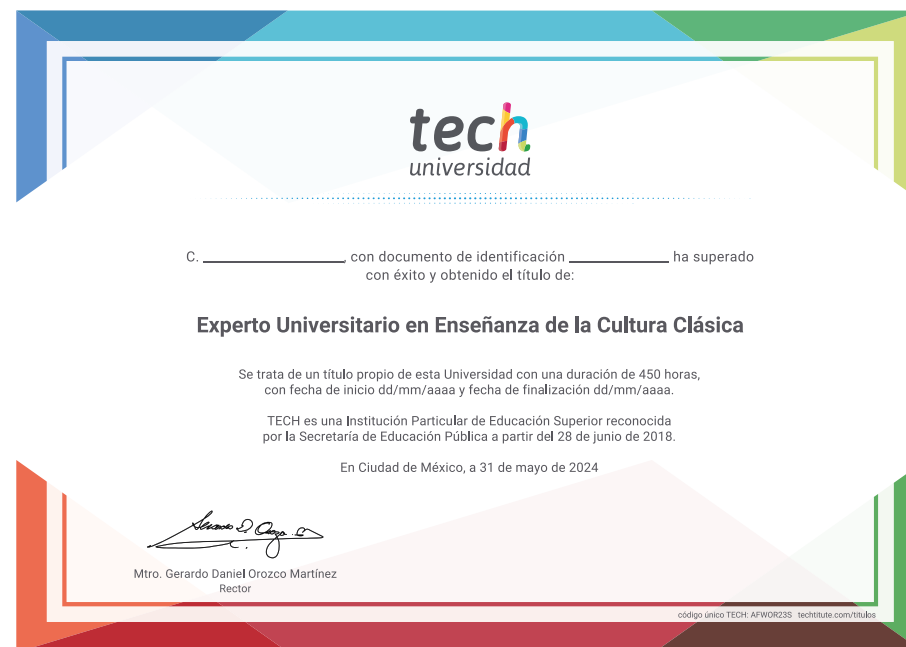 tech
universidad
C. ____________, con documento de identificación ____________ ha superado
con éxito y obtenido el título de:
Experto Universitario en Enseñanza de la Cultura Clásica
Se trata de un título propio de esta Universidad con una duración de 450 horas,
con fecha de inicio dd/mm/aaaa y fecha de finalización dd/mm/aaaa.
TECH es una Institución Particular de Educación Superior reconocida
por la Secretaría de Educación Pública a partir del 28 de junio de 2018.
En Ciudad de México, a 31 de mayo de 2024
Mtro. Gerardo Daniel Orozco Martínez
Rector
código único TECH: AFWOR23S techtitute.com/titulos